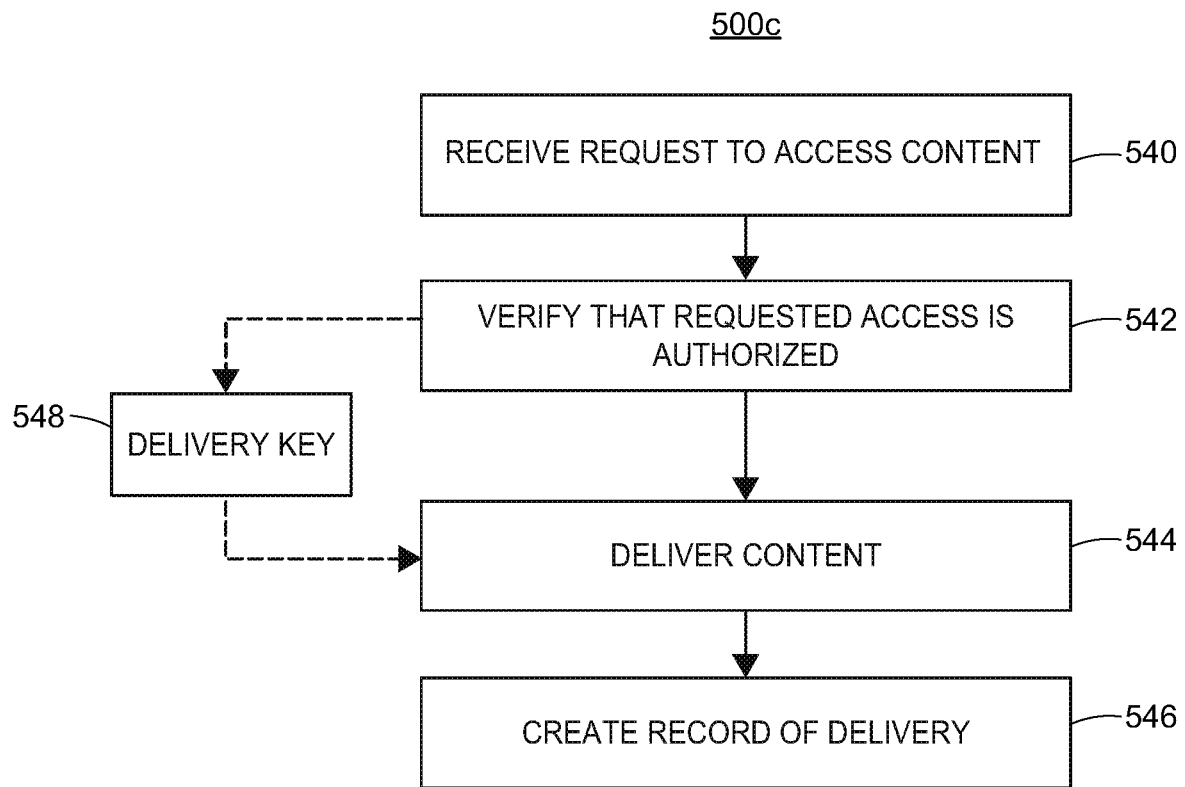 500c
RECEIVE REQUEST TO ACCESS CONTENT
540
VERIFY THAT REQUESTED ACCESS IS
AUTHORIZED
542
548
DELIVERY KEY
DELIVER CONTENT
544
CREATE RECORD OF DELIVERY
546